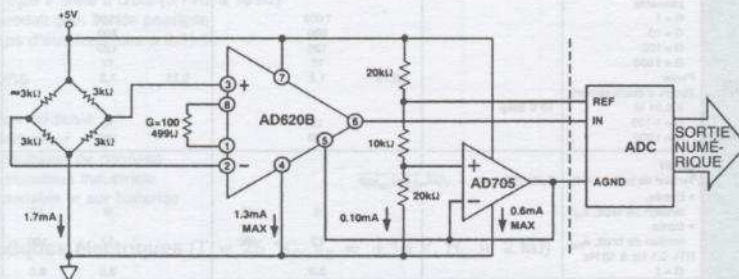 +5V
≈3kΩ
3kΩ
3kΩ
3kΩ
1.7mA
G=100
499Ω
3
8
1
2
+
−
7
AD620B
6
5
4
1.3mA
MAX
20kΩ
10kΩ
20kΩ
0.10mA
+
−
AD705
0.6mA
MAX
REF
IN
ADC
AGND
SORTIE
NUMÉ-
RIQUE